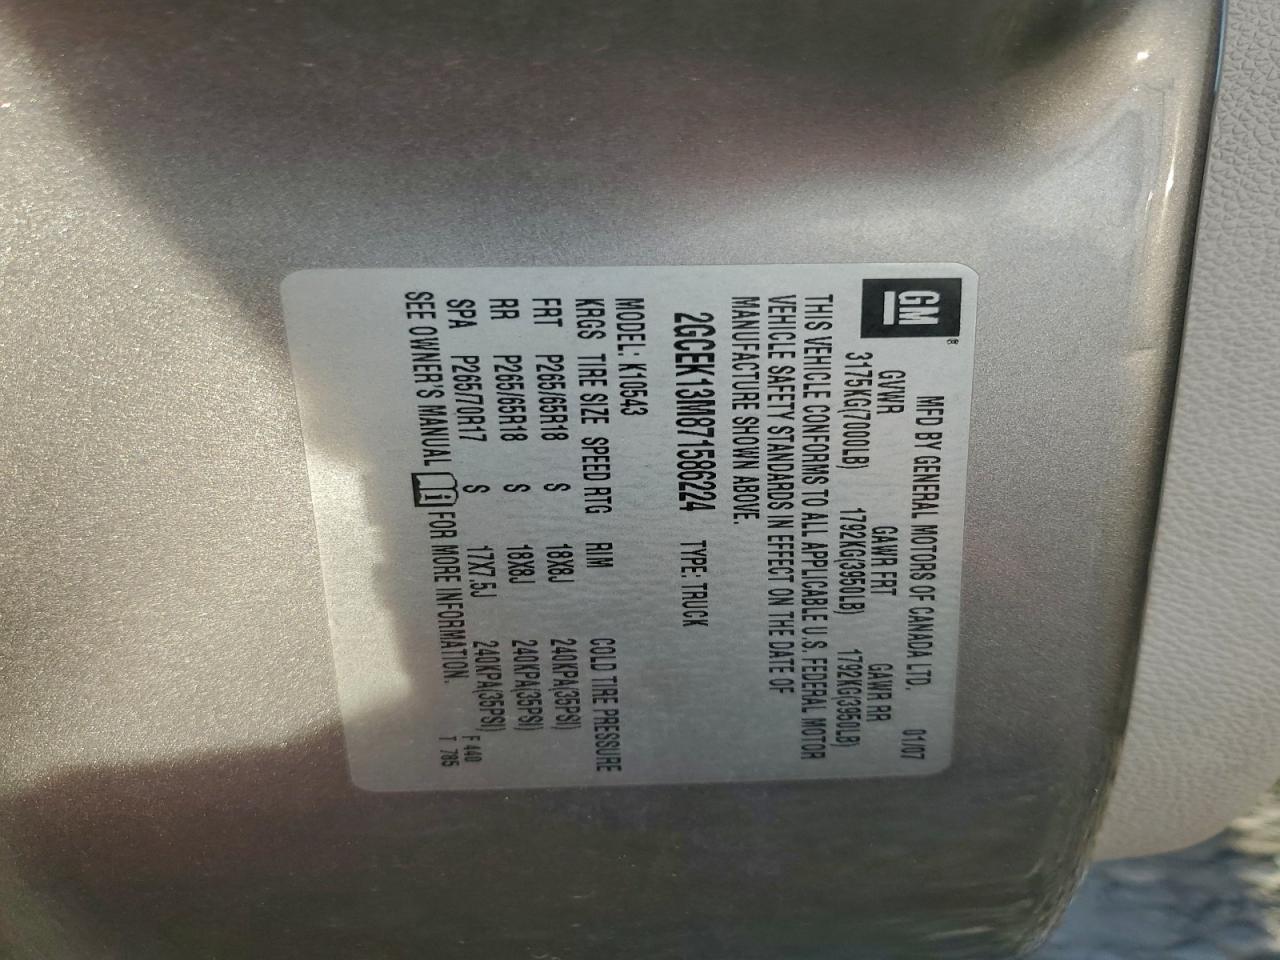 GM ®
MFD BY GENERAL MOTORS OF CANADA LTD. 01/07
GVWR GAWR FRT GAWR RR
3175KG(7000LB) 1792KG(3950LB) 1792KG(3950LB)
THIS VEHICLE CONFORMS TO ALL APPLICABLE U.S. FEDERAL MOTOR
VEHICLE SAFETY STANDARDS IN EFFECT ON THE DATE OF
MANUFACTURE SHOWN ABOVE.
2GCEK13M871586224 TYPE: TRUCK
MODEL: K10543
KRGS TIRE SIZE SPEED RTG RIM COLD TIRE PRESSURE
FRT P265/65R18 S 18X8J 240KPA(35PSI)
RR P265/65R18 S 18X8J 240KPA(35PSI)
SPA P265/70R17 S 17X7.5J 240KPA(35PSI)
SEE OWNER'S MANUAL FOR MORE INFORMATION.
F 440
T 785